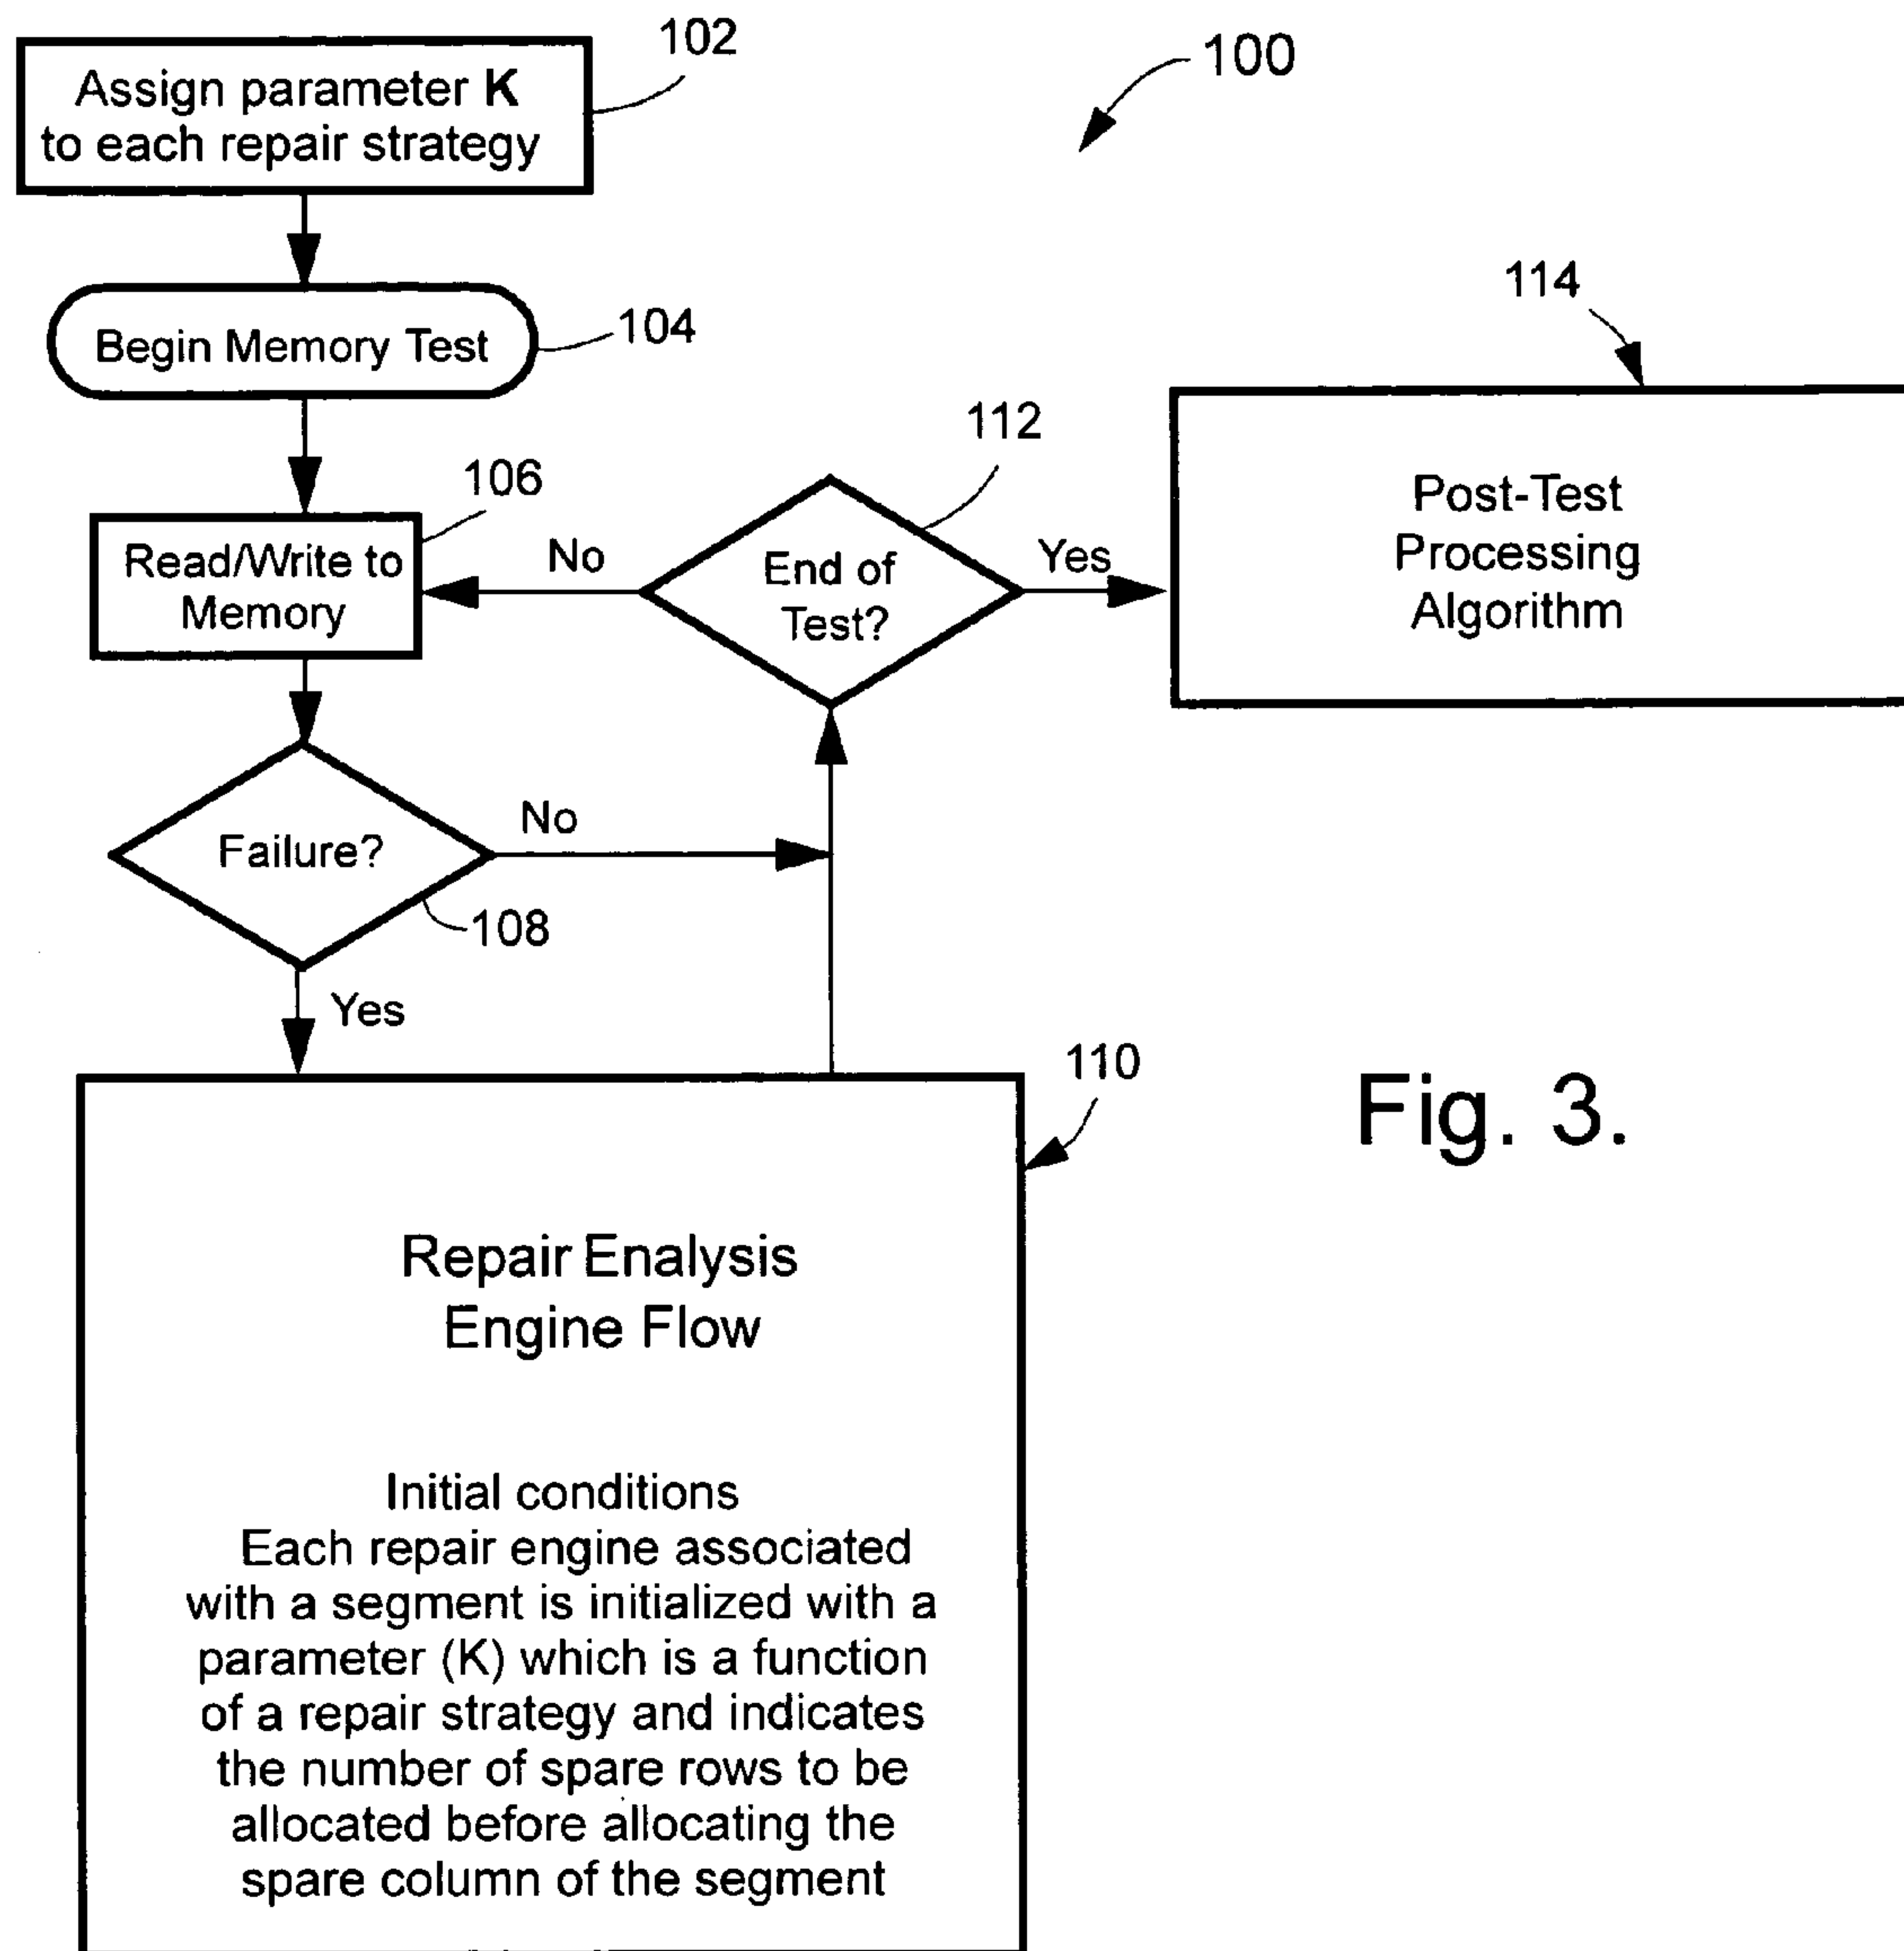 102
100
Assign parameter K
to each repair strategy
104
Begin Memory Test
114
112
106
Read/Write to
Memory
No
End of
Test?
Yes
Post-Test
Processing
Algorithm
Failure?
No
108
Yes
110
Fig. 3.
Repair Enalysis
Engine Flow
Initial conditions
Each repair engine associated
with a segment is initialized with a
parameter (K) which is a function
of a repair strategy and indicates
the number of spare rows to be
allocated before allocating the
spare column of the segment